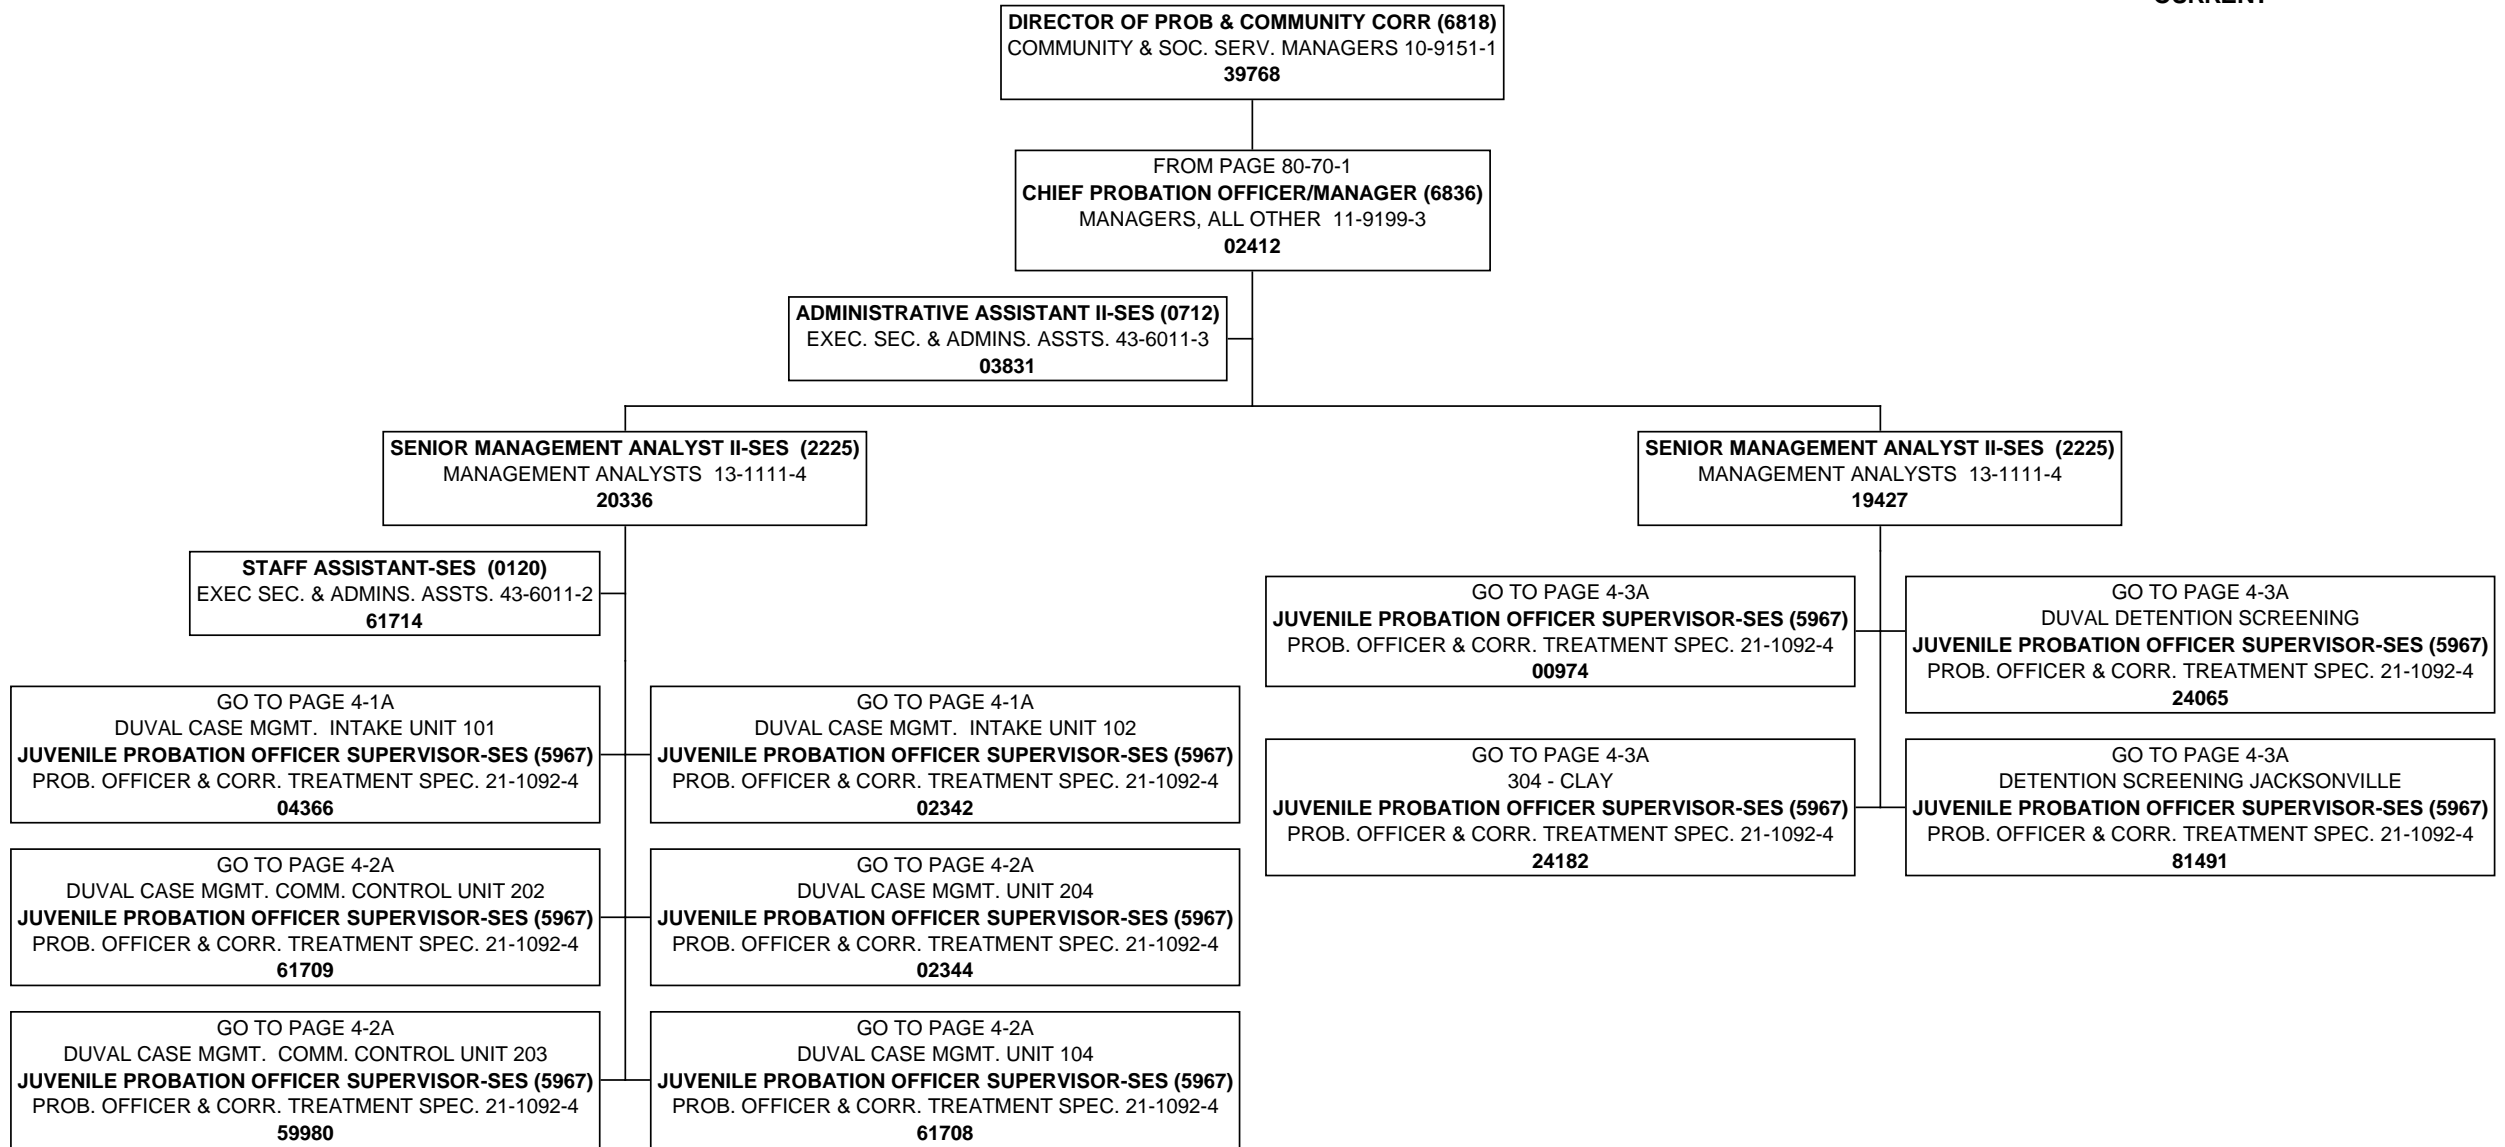 CURRENT
DIRECTOR OF PROB & COMMUNITY CORR (6818)
COMMUNITY & SOC. SERV. MANAGERS 10-9151-1
39768
FROM PAGE 80-70-1
CHIEF PROBATION OFFICER/MANAGER (6836)
MANAGERS, ALL OTHER 11-9199-3
02412
ADMINISTRATIVE ASSISTANT II-SES (0712)
EXEC. SEC. & ADMINS. ASSTS. 43-6011-3
03831
SENIOR MANAGEMENT ANALYST II-SES (2225)
MANAGEMENT ANALYSTS 13-1111-4
20336
SENIOR MANAGEMENT ANALYST II-SES (2225)
MANAGEMENT ANALYSTS 13-1111-4
19427
STAFF ASSISTANT-SES (0120)
EXEC SEC. & ADMINS. ASSTS. 43-6011-2
61714
GO TO PAGE 4-3A
JUVENILE PROBATION OFFICER SUPERVISOR-SES (5967)
PROB. OFFICER & CORR. TREATMENT SPEC. 21-1092-4
00974
GO TO PAGE 4-3A
DUVAL DETENTION SCREENING
JUVENILE PROBATION OFFICER SUPERVISOR-SES (5967)
PROB. OFFICER & CORR. TREATMENT SPEC. 21-1092-4
24065
GO TO PAGE 4-1A
DUVAL CASE MGMT. INTAKE UNIT 101
JUVENILE PROBATION OFFICER SUPERVISOR-SES (5967)
PROB. OFFICER & CORR. TREATMENT SPEC. 21-1092-4
04366
GO TO PAGE 4-1A
DUVAL CASE MGMT. INTAKE UNIT 102
JUVENILE PROBATION OFFICER SUPERVISOR-SES (5967)
PROB. OFFICER & CORR. TREATMENT SPEC. 21-1092-4
02342
GO TO PAGE 4-3A
304 - CLAY
JUVENILE PROBATION OFFICER SUPERVISOR-SES (5967)
PROB. OFFICER & CORR. TREATMENT SPEC. 21-1092-4
24182
GO TO PAGE 4-3A
DETENTION SCREENING JACKSONVILLE
JUVENILE PROBATION OFFICER SUPERVISOR-SES (5967)
PROB. OFFICER & CORR. TREATMENT SPEC. 21-1092-4
81491
GO TO PAGE 4-2A
DUVAL CASE MGMT. COMM. CONTROL UNIT 202
JUVENILE PROBATION OFFICER SUPERVISOR-SES (5967)
PROB. OFFICER & CORR. TREATMENT SPEC. 21-1092-4
61709
GO TO PAGE 4-2A
DUVAL CASE MGMT. UNIT 204
JUVENILE PROBATION OFFICER SUPERVISOR-SES (5967)
PROB. OFFICER & CORR. TREATMENT SPEC. 21-1092-4
02344
GO TO PAGE 4-2A
DUVAL CASE MGMT. COMM. CONTROL UNIT 203
JUVENILE PROBATION OFFICER SUPERVISOR-SES (5967)
PROB. OFFICER & CORR. TREATMENT SPEC. 21-1092-4
59980
GO TO PAGE 4-2A
DUVAL CASE MGMT. UNIT 104
JUVENILE PROBATION OFFICER SUPERVISOR-SES (5967)
PROB. OFFICER & CORR. TREATMENT SPEC. 21-1092-4
61708